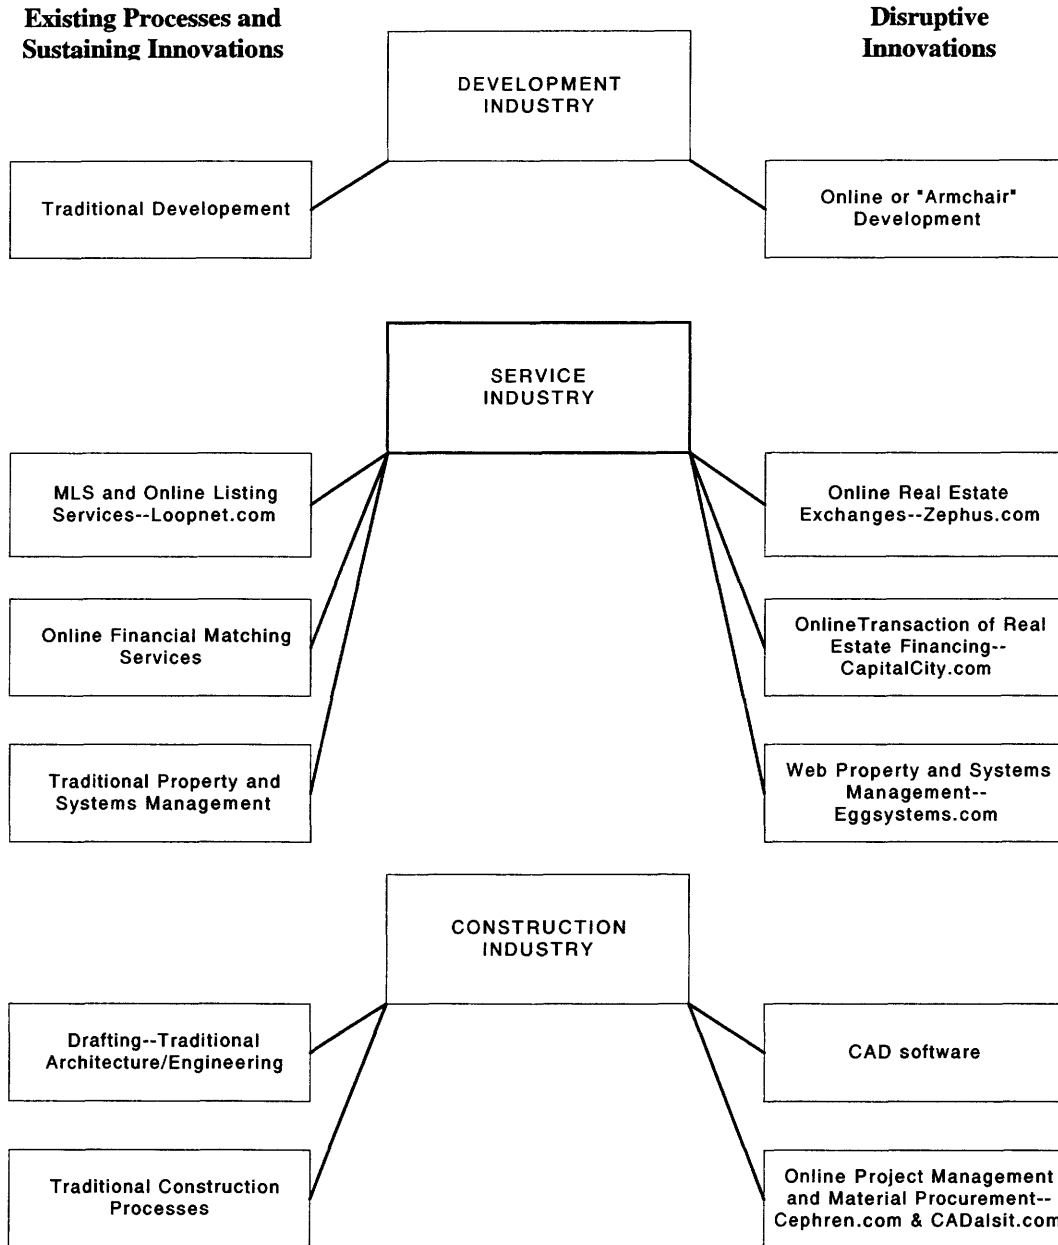 Existing Processes and
Sustaining Innovations
Disruptive
Innovations
DEVELOPMENT
INDUSTRY
Traditional Developement
Online or "Armchair"
Development
SERVICE
INDUSTRY
MLS and Online Listing
Services--Loopnet.com
Online Real Estate
Exchanges--Zephus.com
Online Financial Matching
Services
OnlineTransaction of Real
Estate Financing--
CapitalCity.com
Traditional Property and
Systems Management
Web Property and Systems
Management--
Eggsystems.com
CONSTRUCTION
INDUSTRY
Drafting--Traditional
Architecture/Engineering
CAD software
Traditional Construction
Processes
Online Project Management
and Material Procurement--
Cephren.com & CADalsit.com